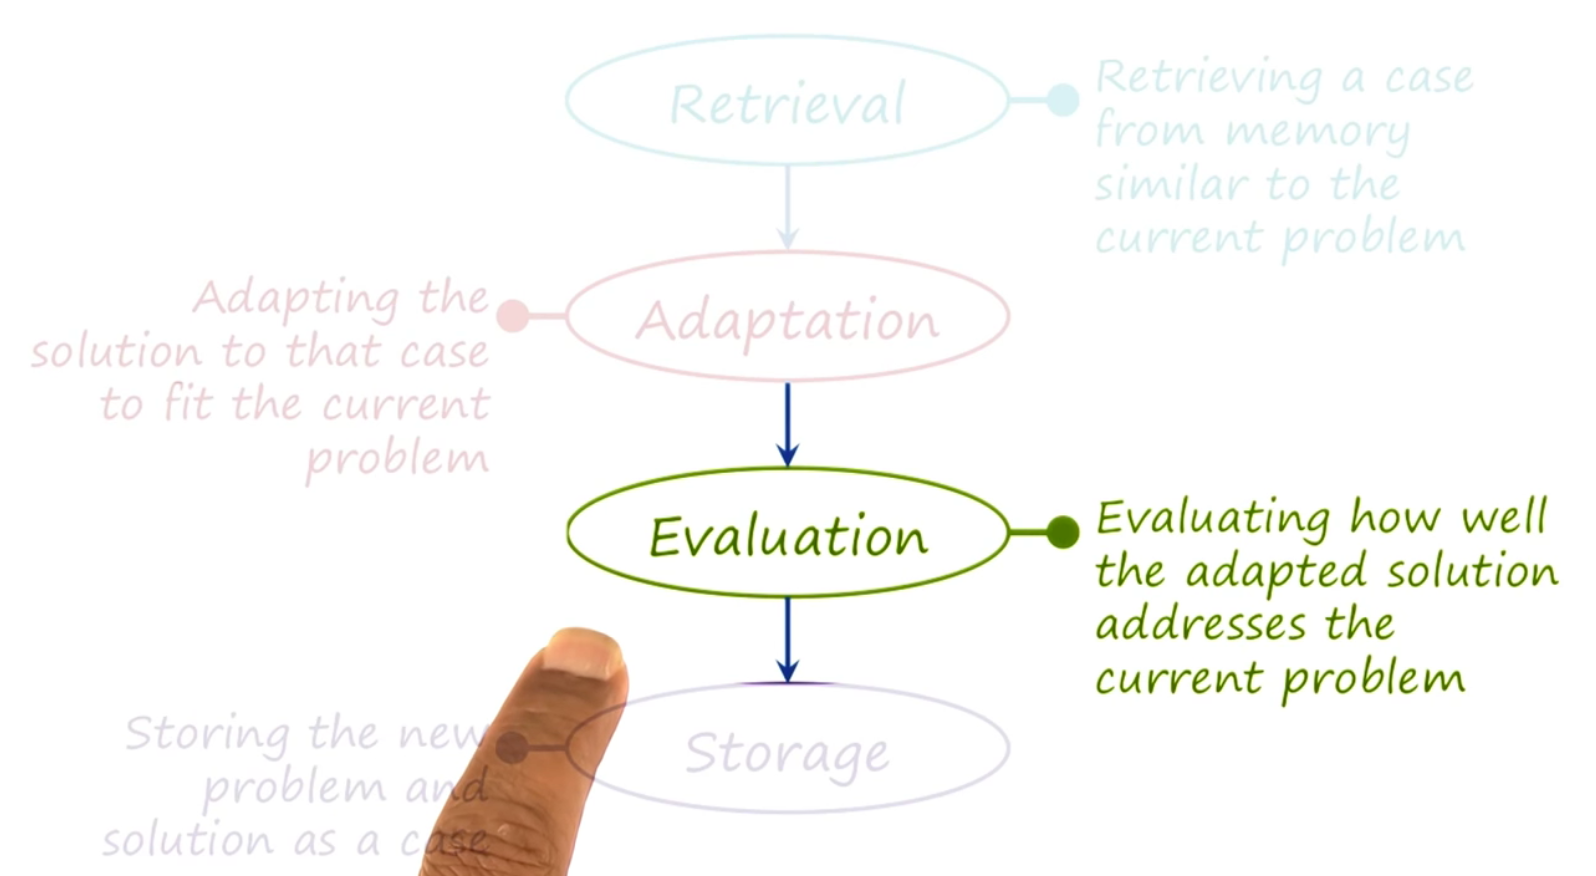 Retrieval
Retrieving a case
from memory
similar to the
current problem
Adaptation
Adapting the
solution to that case
to fit the current
problem
Evaluation
Evaluating how well
the adapted solution
addresses the
current problem
Storage
Storing the new
problem and
solution as a case